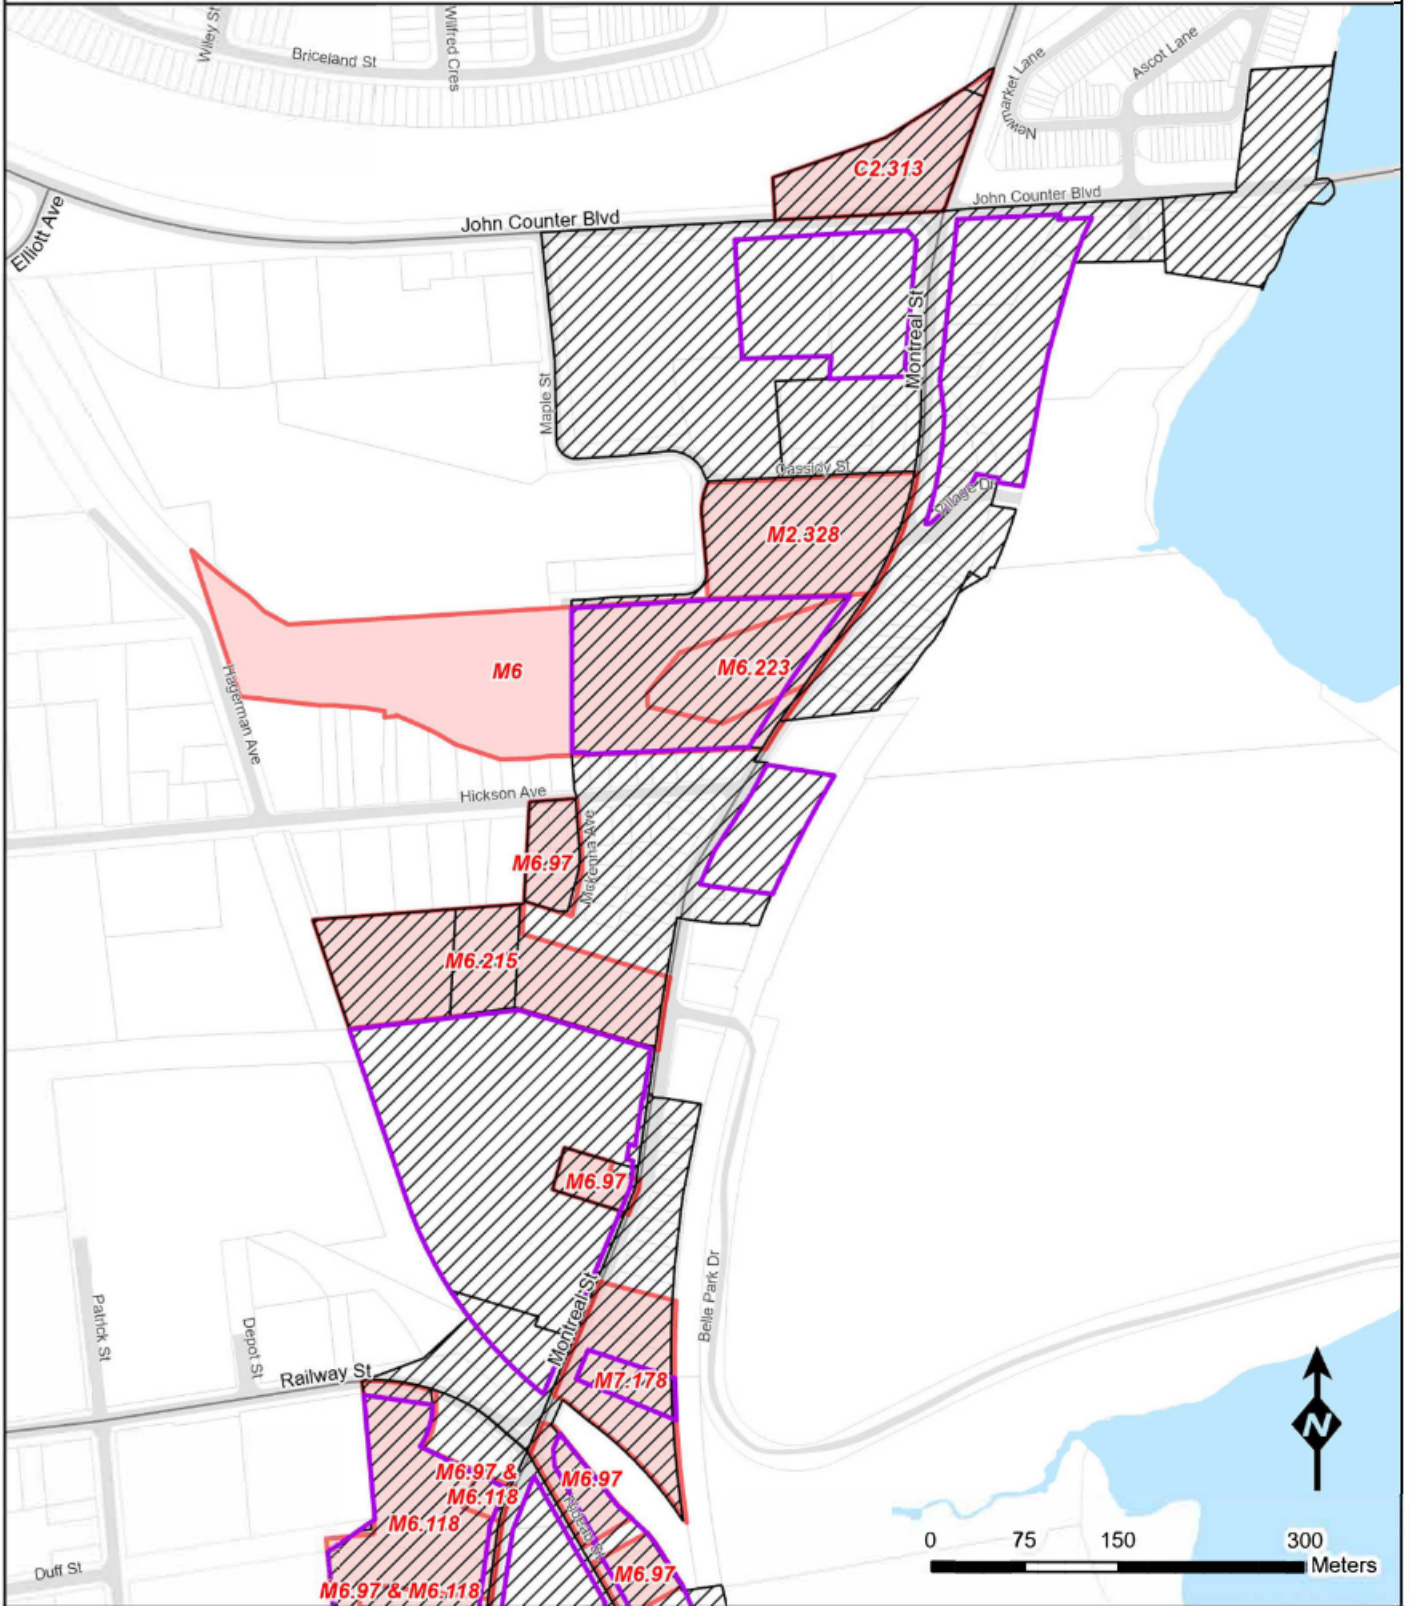 Wiley St
Briceland St
Wilfred Cres
Newmarket Lane
Ascot Lane
C2.313
John Counter Blvd
John Counter Blvd
Elliott Ave
Montreal St
Maple St
Cassidy St
Village Dr
M2.328
M6
M6.223
Hagerman Ave
Hickson Ave
Mckenna Ave
M6.97
M6.215
M6.97
Montreal St
Belle Park Dr
Patrick St
Depot St
Railway St
M7.178
N
M6.97 &
M6.118
M6.97
M6.118
M6.97
M6.97 & M6.118
Duff St
0 75 150 300
Meters